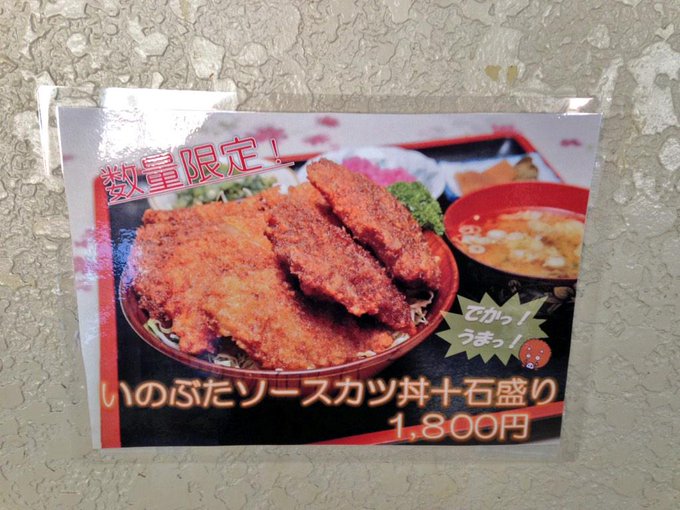 数量限定！
でかっ！
うまっ！
いのぶたソースカツ丼十石盛り
1,800円